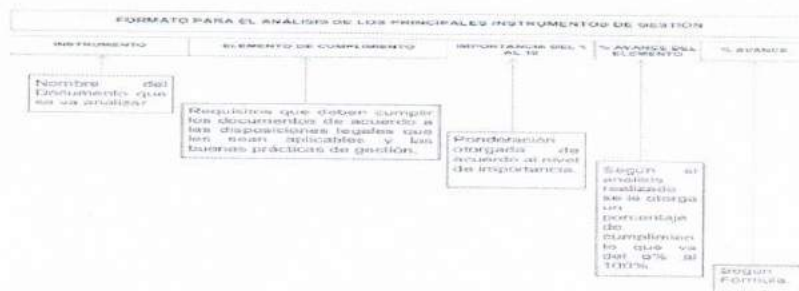 FORMATO PARA EL ANÁLISIS DE LOS PRINCIPALES INSTRUMENTOS DE GESTIÓN
INSTRUMENTO
ELEMENTO DE CUMPLIMIENTO
IMPORTANCIA DEL 1
AL 10
% AVANCE DEL
ELEMENTO
% AVANCE
Nombre del
Documento que
se va analizar
Requisitos que deben cumplir
los documentos de acuerdo a
las disposiciones legales que
les sean aplicables y las
buenas prácticas de gestión.
Ponderación
otorgada de
acuerdo al nivel
de importancia.
Según el
análisis
realizado
se le otorga
un
porcentaje
de
cumplimien
to que va
del 0% al
100%
Según
Fórmula.